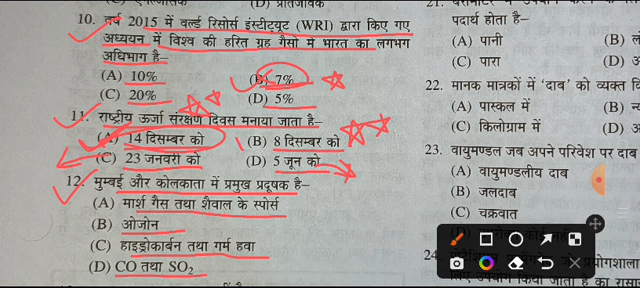 10. वर्ष 2015 में वर्ल्ड रिसोर्स इंस्टीट्यूट (WRI) द्वारा किए गए
अध्ययन में विश्व की हरित ग्रह गैसों में भारत का लगभग
अधिभाग है–
(A) 10%
(B) 7%
(C) 20%
(D) 5%
11. राष्ट्रीय ऊर्जा संरक्षण दिवस मनाया जाता है–
(A) 14 दिसम्बर को
(B) 8 दिसम्बर को
(C) 23 जनवरी को
(D) 5 जून को
12. मुम्बई और कोलकाता में प्रमुख प्रदूषक है–
(A) मार्श गैस तथा शैवाल के स्पोर्स
(B) ओजोन
(C) हाइड्रोकार्बन तथा गर्म हवा
(D) CO तथा SO₂
21.
पदार्थ होता है–
(A) पानी
(B)
(C) पारा
(D)
22. मानक मात्रकों में ‘दाब’ को व्यक्त
(A) पास्कल में
(B)
(C) किलोग्राम में
(D)
23. वायुमण्डल जब अपने परिवेश पर दाब
(A) वायुमण्डलीय दाब
(B) जलदाब
(C) चक्रवात
24